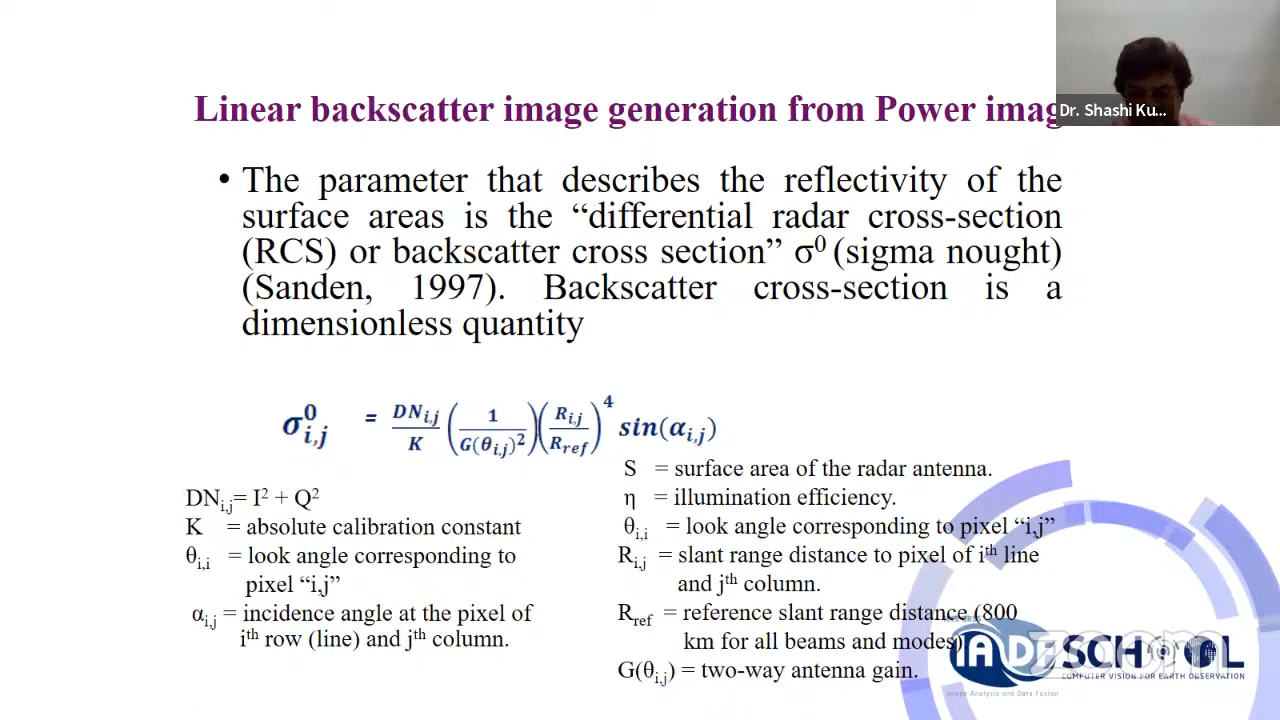 Linear backscatter image generation from Power imag
Dr. Shashi Ku...
• The parameter that describes the reflectivity of the
surface areas is the “differential radar cross-section
(RCS) or backscatter cross section” σ⁰ (sigma nought)
(Sanden, 1997). Backscatter cross-section is a
dimensionless quantity
σ⁰i,j = DNi,j/K (1/G(θi,j)²)(Ri,j/Rref)⁴ sin(αi,j)
DNi,j= I² + Q²
K = absolute calibration constant
θi,i = look angle corresponding to
pixel “i,j”
αi,j = incidence angle at the pixel of
iᵗʰ row (line) and jᵗʰ column.
S = surface area of the radar antenna.
η = illumination efficiency.
θi,i = look angle corresponding to pixel “i,j”
Ri,j = slant range distance to pixel of iᵗʰ line
and jᵗʰ column.
Rref = reference slant range distance (800
km for all beams and modes)
G(θi,j) = two-way antenna gain.
IADF SCHOOL
COMPUTER VISION FOR EARTH OBSERVATION
Image Analysis and Data Fusion
zoom